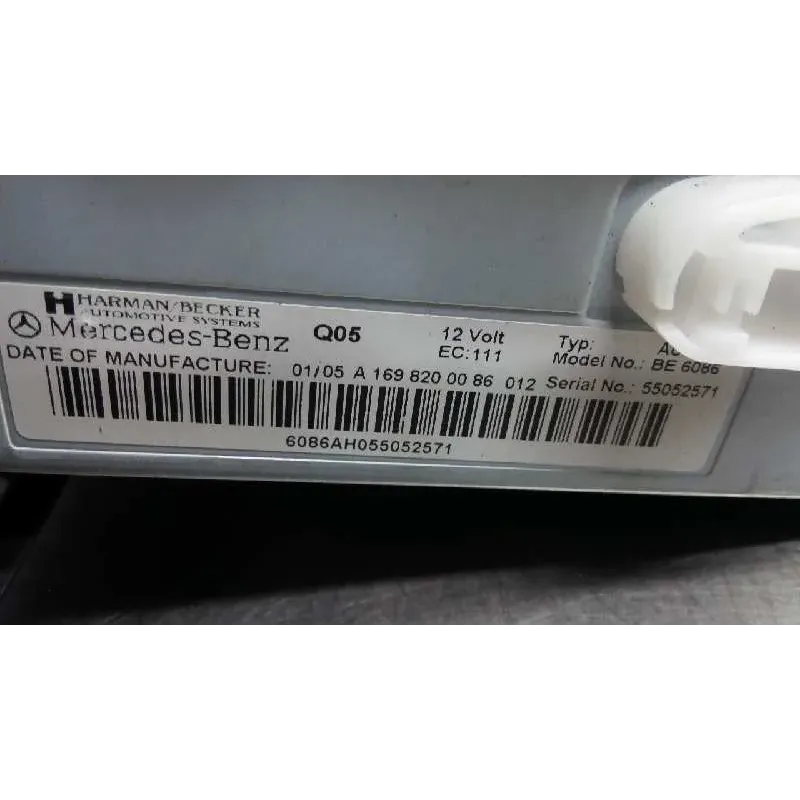 HARMAN/BECKER
AUTOMOTIVE SYSTEMS
Mercedes-Benz Q05 12 Volt Typ:
EC:111 Model No.: BE 6086
DATE OF MANUFACTURE: 01/05 A 169 820 00 86 012 Serial No.: 55052571
6086AH055052571